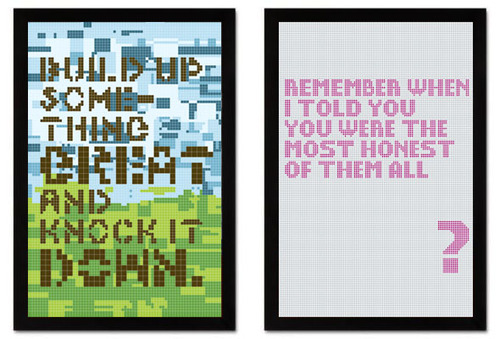 BUILD UP
SOME-
THING
GREAT
AND
KNOCK IT
DOWN.
REMEMBER WHEN
I TOLD YOU
YOU WERE THE
MOST HONEST
OF THEM ALL
?